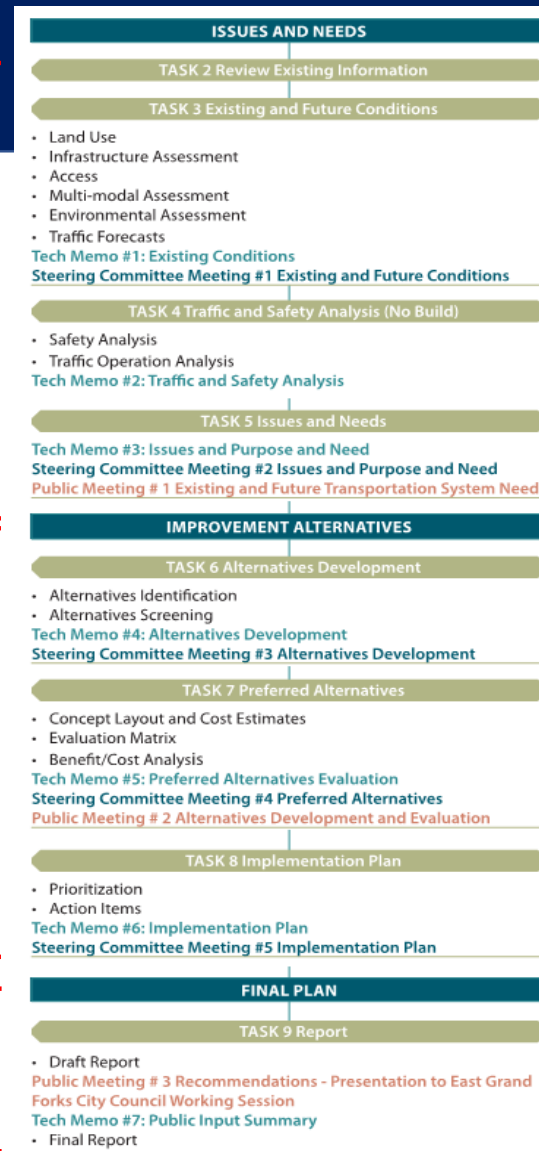 ISSUES AND NEEDS
TASK 2 Review Existing Information
TASK 3 Existing and Future Conditions
• Land Use
• Infrastructure Assessment
• Access
• Multi-modal Assessment
• Environmental Assessment
• Traffic Forecasts
Tech Memo #1: Existing Conditions
Steering Committee Meeting #1 Existing and Future Conditions
TASK 4 Traffic and Safety Analysis (No Build)
• Safety Analysis
• Traffic Operation Analysis
Tech Memo #2: Traffic and Safety Analysis
TASK 5 Issues and Needs
Tech Memo #3: Issues and Purpose and Need
Steering Committee Meeting #2 Issues and Purpose and Need
Public Meeting # 1 Existing and Future Transportation System Need
IMPROVEMENT ALTERNATIVES
TASK 6 Alternatives Development
• Alternatives Identification
• Alternatives Screening
Tech Memo #4: Alternatives Development
Steering Committee Meeting #3 Alternatives Development
TASK 7 Preferred Alternatives
• Concept Layout and Cost Estimates
• Evaluation Matrix
• Benefit/Cost Analysis
Tech Memo #5: Preferred Alternatives Evaluation
Steering Committee Meeting #4 Preferred Alternatives
Public Meeting # 2 Alternatives Development and Evaluation
TASK 8 Implementation Plan
• Prioritization
• Action Items
Tech Memo #6: Implementation Plan
Steering Committee Meeting #5 Implementation Plan
FINAL PLAN
TASK 9 Report
• Draft Report
Public Meeting # 3 Recommendations - Presentation to East Grand
Forks City Council Working Session
Tech Memo #7: Public Input Summary
• Final Report